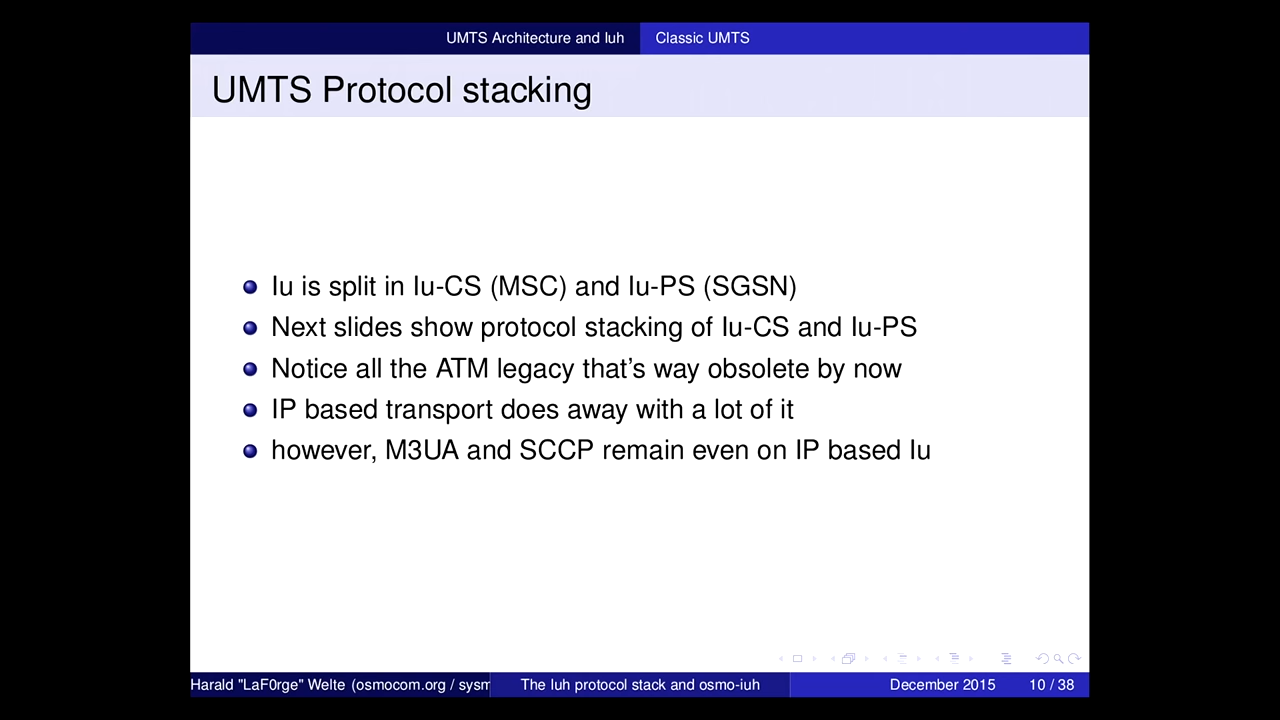 UMTS Architecture and Iuh
Classic UMTS
UMTS Protocol stacking
Iu is split in Iu-CS (MSC) and Iu-PS (SGSN)
Next slides show protocol stacking of Iu-CS and Iu-PS
Notice all the ATM legacy that's way obsolete by now
IP based transport does away with a lot of it
however, M3UA and SCCP remain even on IP based Iu
Harald "LaF0rge" Welte (osmocom.org / sysm
The Iuh protocol stack and osmo-iuh
December 2015
10 / 38